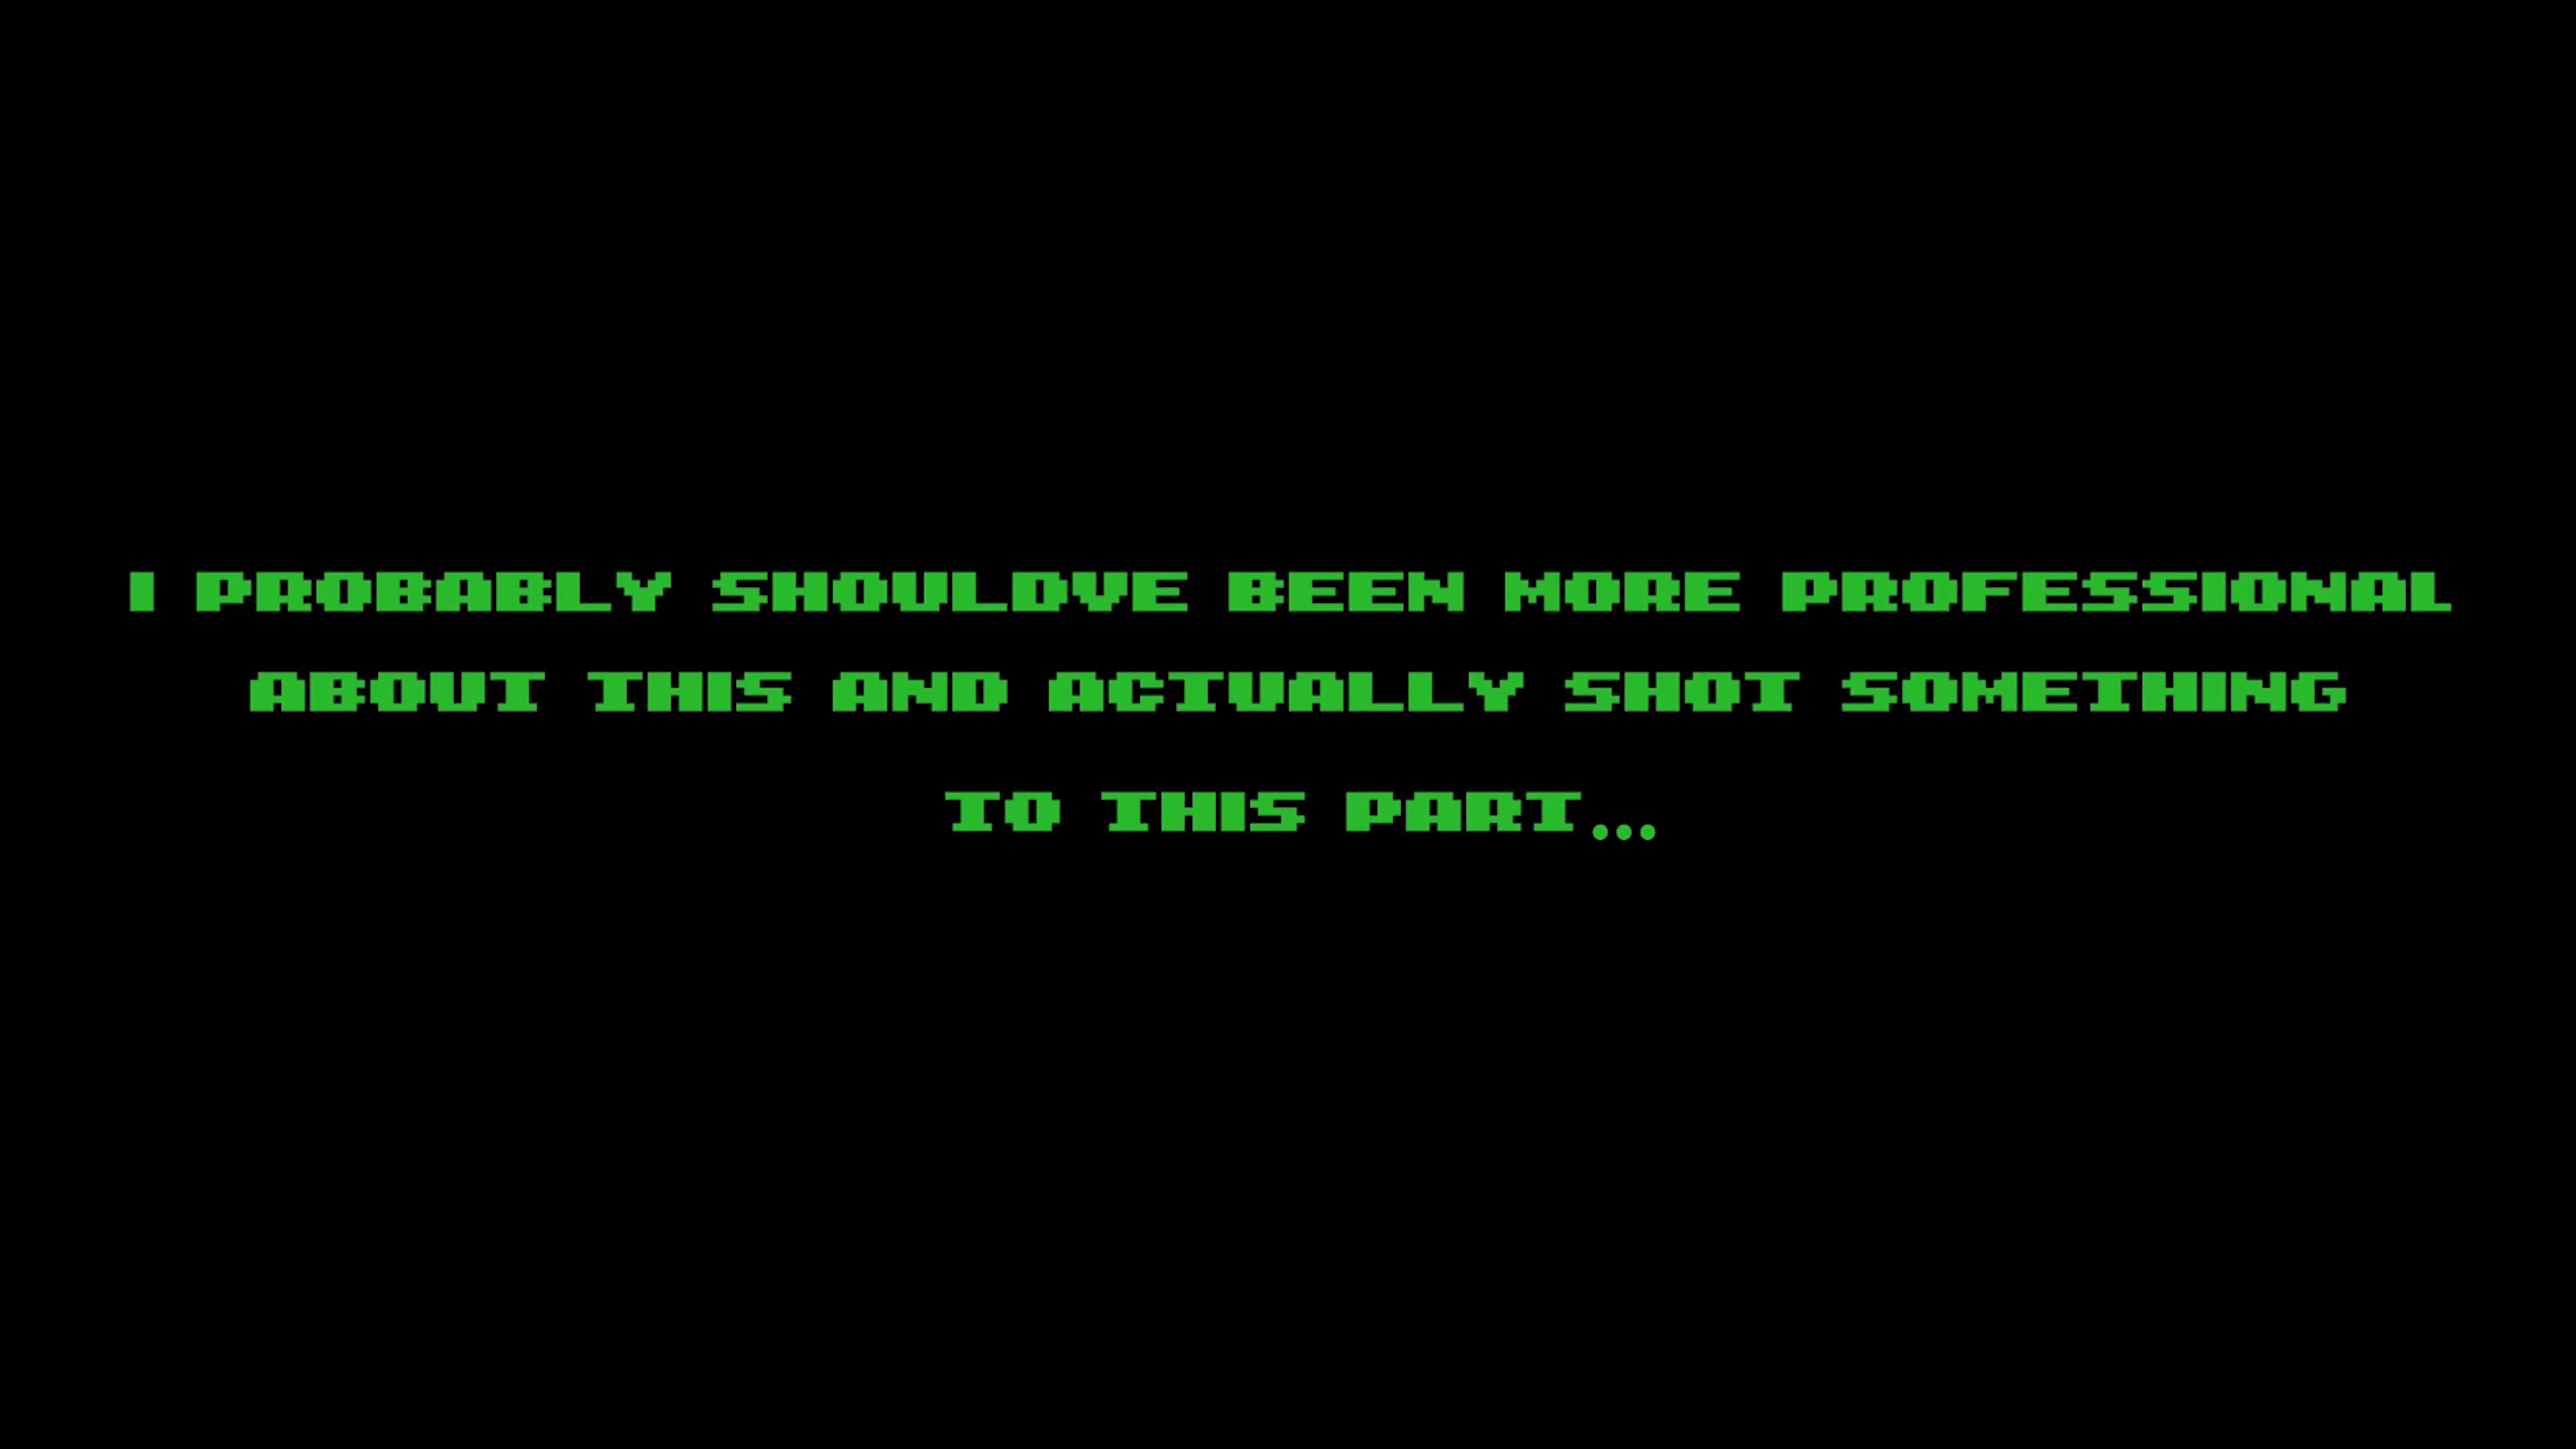 I PROBABLY SHOULDVE BEEN MORE PROFESSIONAL
ABOUT THIS AND ACTUALLY SHOT SOMETHING
TO THIS PART...